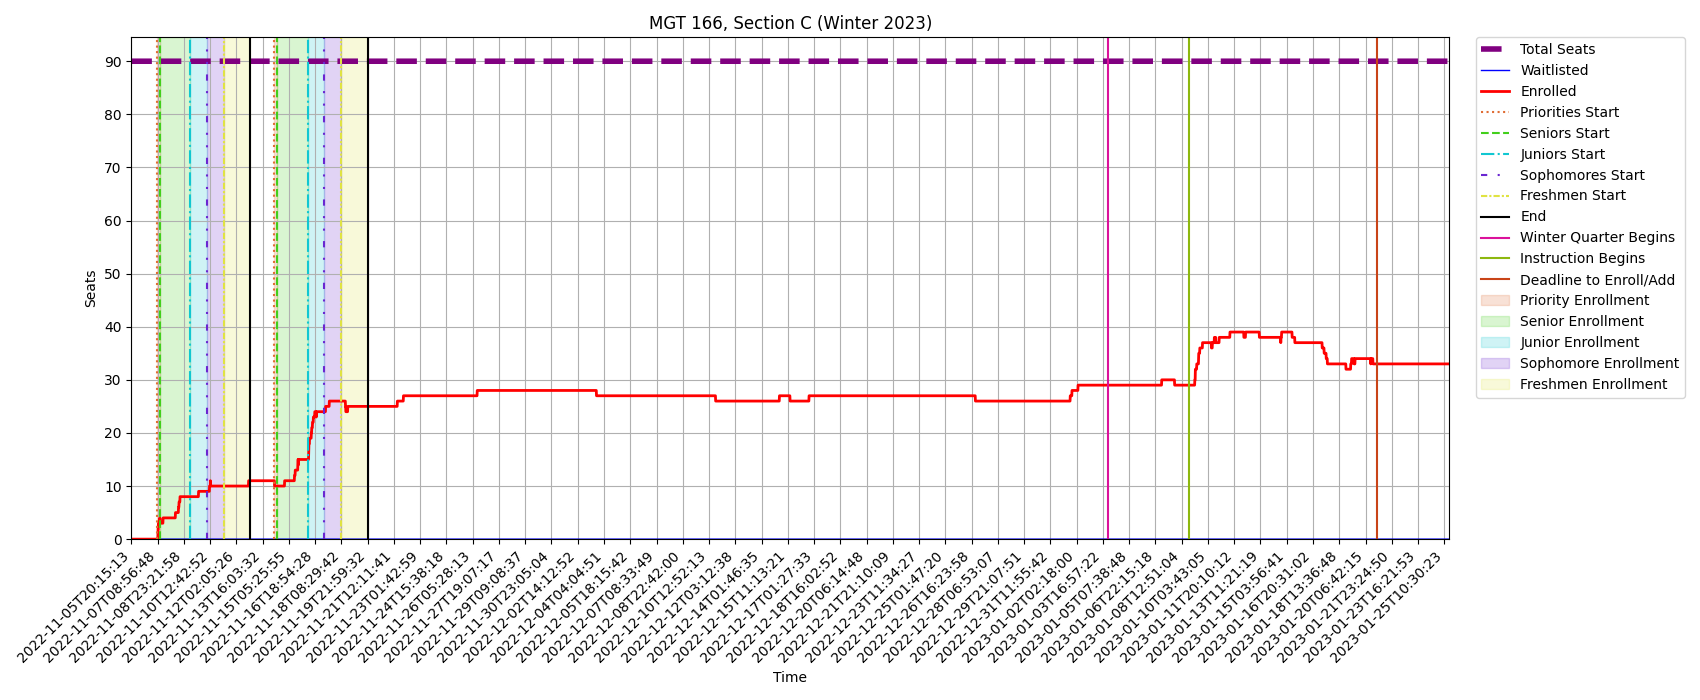 MGT 166, Section C (Winter 2023)
Seats
90
80
70
60
50
40
30
20
10
0
2022-11-05T20:15:13
2022-11-07T08:56:48
2022-11-08T23:21:58
2022-11-10T12:42:52
2022-11-12T02:05:26
2022-11-13T16:03:32
2022-11-15T05:25:55
2022-11-16T18:54:28
2022-11-18T08:29:42
2022-11-19T21:59:32
2022-11-21T12:11:41
2022-11-23T01:42:59
2022-11-24T15:38:18
2022-11-26T05:28:13
2022-11-27T19:07:17
2022-11-29T09:08:37
2022-11-30T23:05:04
2022-12-02T14:12:52
2022-12-04T04:04:51
2022-12-05T18:15:42
2022-12-07T08:33:49
2022-12-08T22:42:00
2022-12-10T12:52:13
2022-12-12T03:12:38
2022-12-14T01:46:35
2022-12-15T11:13:21
2022-12-17T01:27:33
2022-12-18T16:02:52
2022-12-20T06:14:48
2022-12-21T21:10:09
2022-12-23T11:34:27
2022-12-25T01:47:20
2022-12-26T16:23:58
2022-12-28T06:53:07
2022-12-29T21:07:51
2022-12-31T11:55:42
2023-01-02T02:18:00
2023-01-03T16:57:22
2023-01-05T07:38:48
2023-01-06T22:15:18
2023-01-08T12:51:04
2023-01-10T03:43:05
2023-01-11T20:10:12
2023-01-13T11:21:19
2023-01-15T03:56:41
2023-01-16T20:31:02
2023-01-18T13:36:48
2023-01-20T06:42:15
2023-01-21T23:24:50
2023-01-23T16:21:53
2023-01-25T10:30:23
Time
Total Seats
Waitlisted
Enrolled
Priorities Start
Seniors Start
Juniors Start
Sophomores Start
Freshmen Start
End
Winter Quarter Begins
Instruction Begins
Deadline to Enroll/Add
Priority Enrollment
Senior Enrollment
Junior Enrollment
Sophomore Enrollment
Freshmen Enrollment